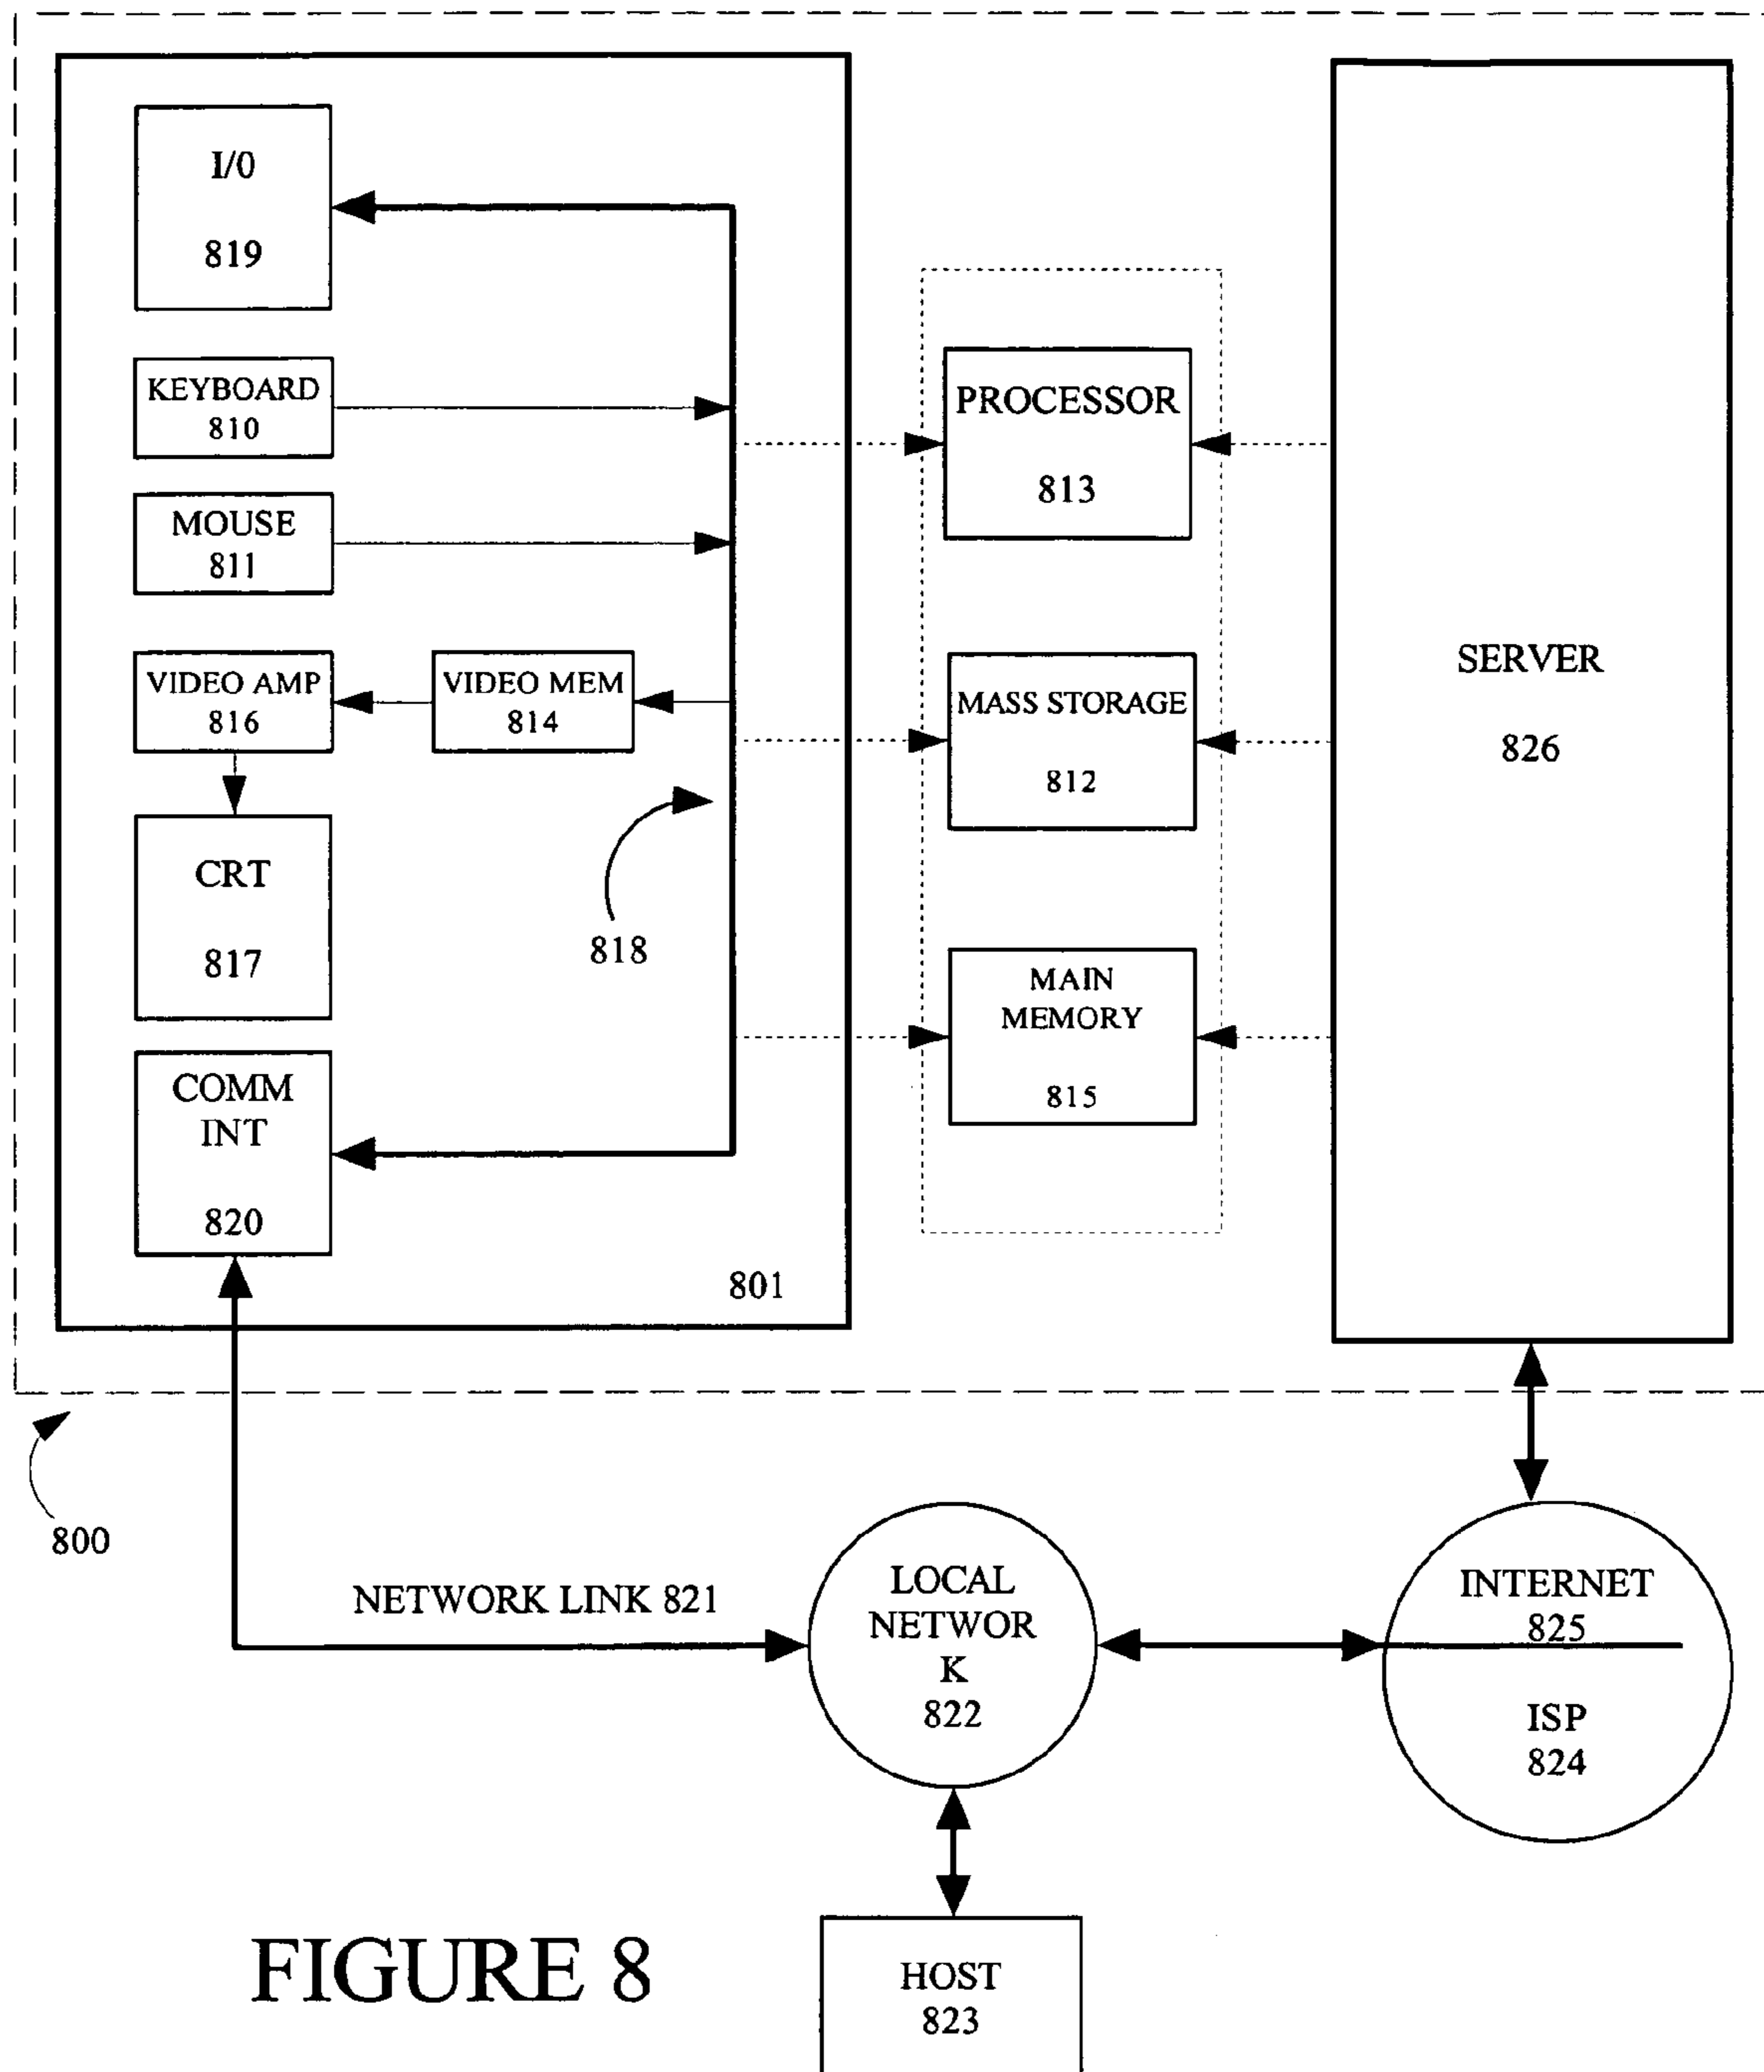 I/0
819
KEYBOARD
810
MOUSE
811
VIDEO AMP
816
VIDEO MEM
814
CRT
817
818
COMM
INT
820
801
PROCESSOR
813
MASS STORAGE
812
MAIN
MEMORY
815
SERVER
826
800
NETWORK LINK 821
LOCAL
NETWOR
K
822
INTERNET
825
ISP
824
HOST
823
FIGURE 8